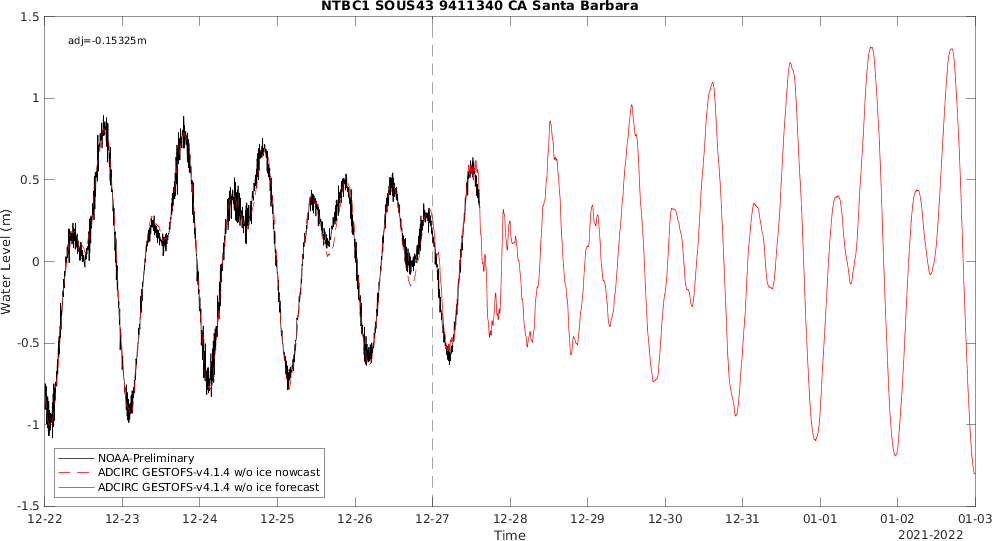 NTBC1 SOUS43 9411340 CA Santa Barbara
adj=-0.15325m
1.5
1
0.5
0
-0.5
-1
-1.5
Water Level (m)
NOAA-Preliminary
ADCIRC GESTOFS-v4.1.4 w/o ice nowcast
ADCIRC GESTOFS-v4.1.4 w/o ice forecast
12-22 12-23 12-24 12-25 12-26 12-27 12-28 12-29 12-30 12-31 01-01 01-02 01-03
Time
2021-2022